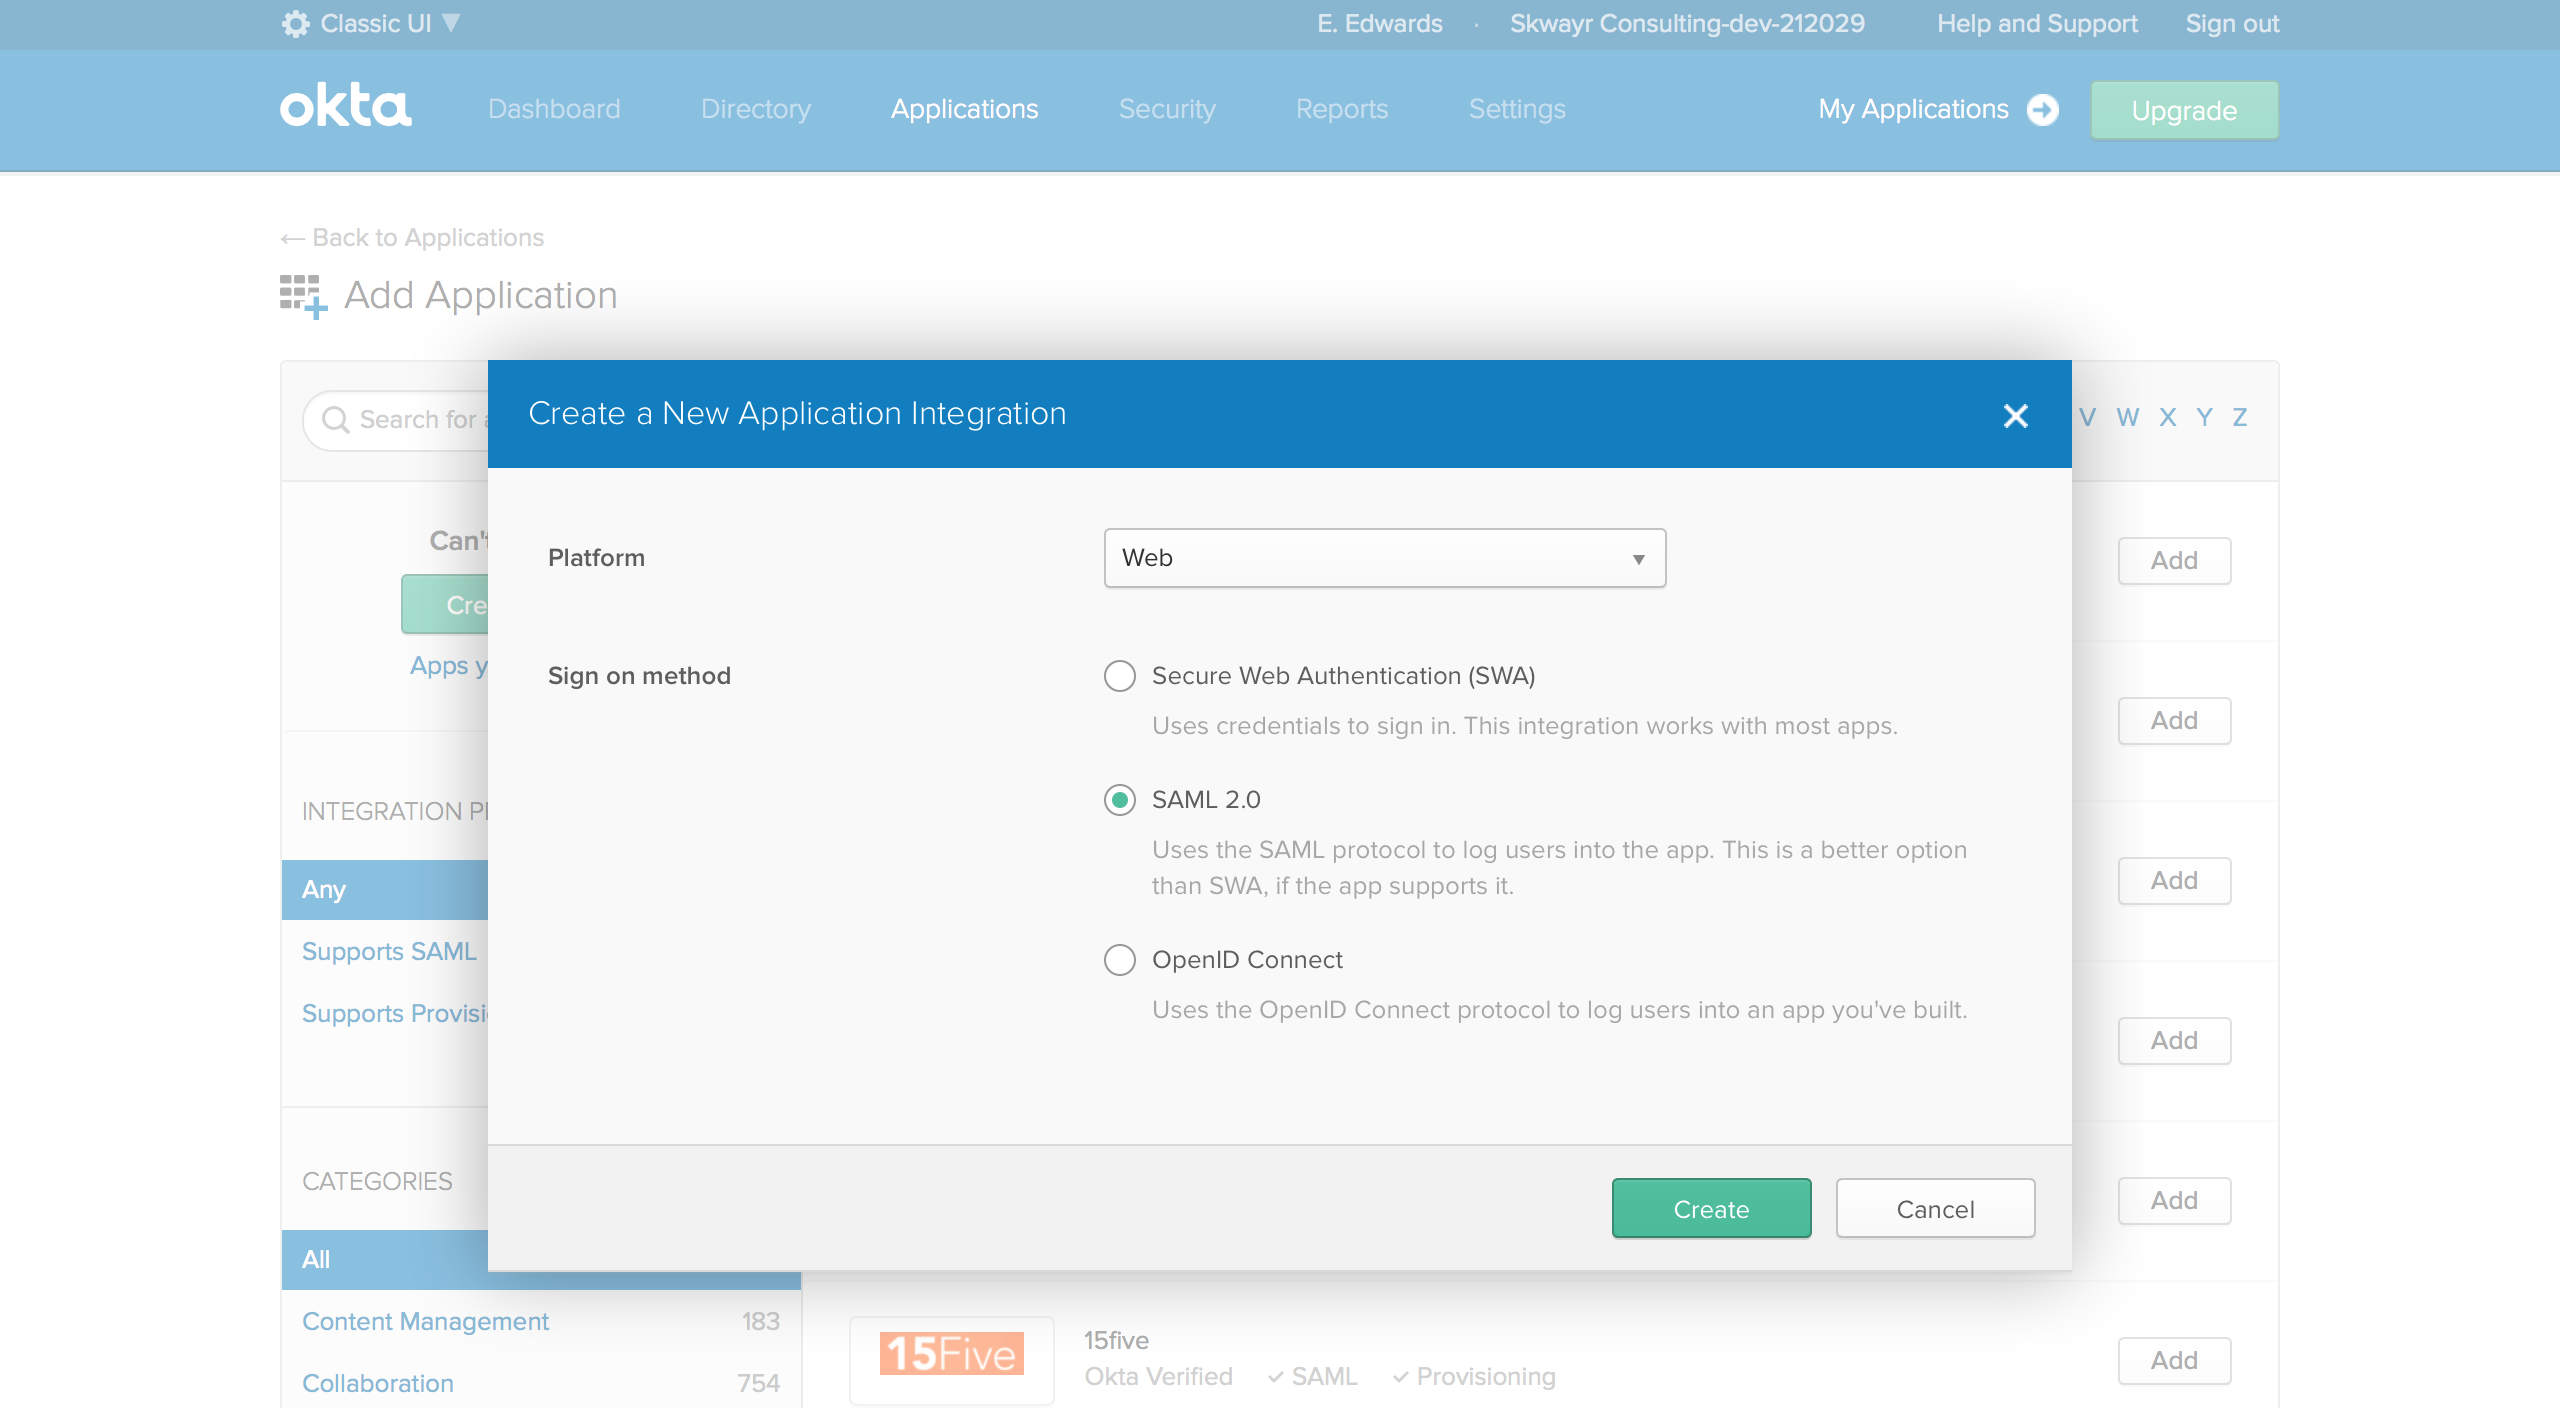 Classic UI
E. Edwards · Skwayr Consulting-dev-212029 Help and Support Sign out
okta Dashboard Directory Applications Security Reports Settings My Applications Upgrade
← Back to Applications
Add Application
Search for
Create a New Application Integration
V W X Y Z
Can't
Platform
Web
Add
Cre
Apps y
Sign on method
Secure Web Authentication (SWA)
Uses credentials to sign in. This integration works with most apps.
Add
SAML 2.0
Uses the SAML protocol to log users into the app. This is a better option
than SWA, if the app supports it.
INTEGRATION P
Any
Add
Supports SAML
OpenID Connect
Uses the OpenID Connect protocol to log users into an app you've built.
Supports Provisi
Add
CATEGORIES
Create
Cancel
Add
All
Content Management 183
Collaboration 754
15Five
15five
Okta Verified ✓ SAML ✓ Provisioning
Add